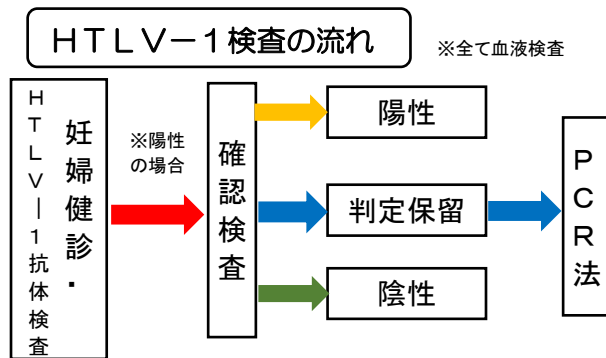 HTLV－1検査の流れ
※全て血液検査
妊婦健診・
HTLV－1抗体検査
※陽性
の場合
確認検査
陽性
判定保留
陰性
PCR法